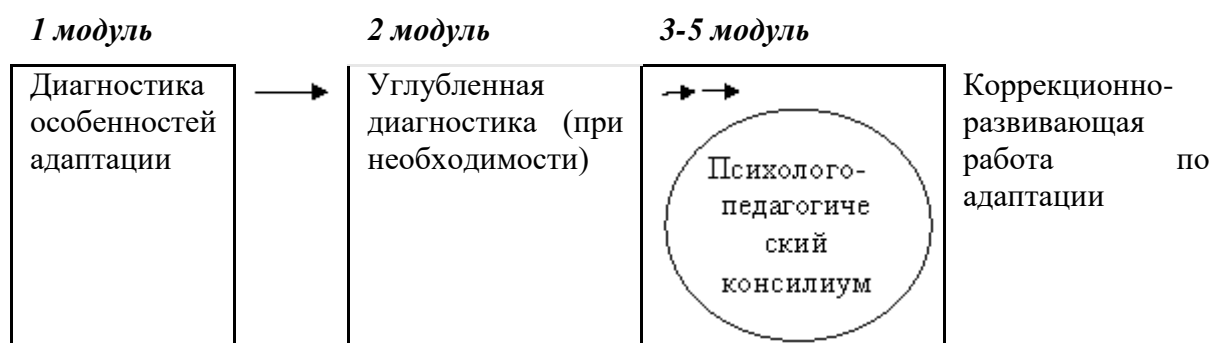 1 модуль
2 модуль
3-5 модуль
Диагностика
особенностей
адаптации
Углубленная
диагностика (при
необходимости)
Психолого-
педагогиче
ский
консилиум
Коррекционно-
развивающая
работа по
адаптации